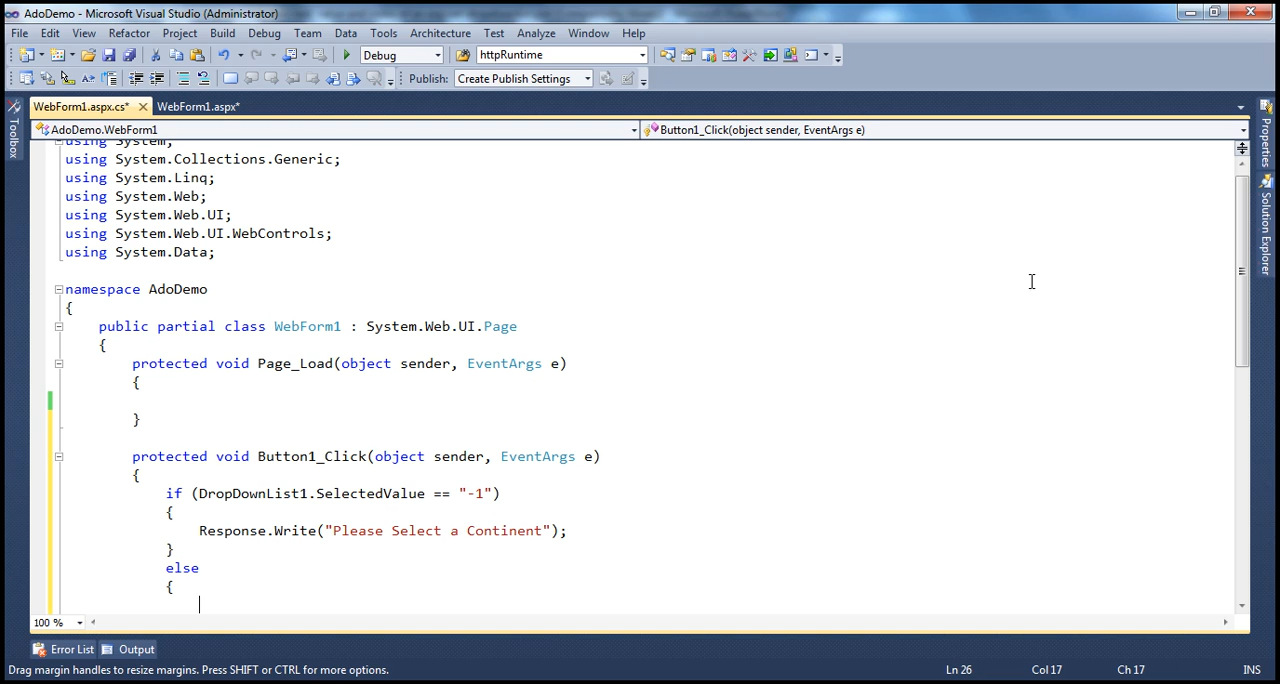 AdoDemo - Microsoft Visual Studio (Administrator)
File Edit View Refactor Project Build Debug Team Data Tools Architecture Test Analyze Window Help
Debug httpRuntime
Publish: Create Publish Settings
WebForm1.aspx.cs* WebForm1.aspx*
AdoDemo.WebForm1 Button1_Click(object sender, EventArgs e)
Toolbox
Properties
Solution Explorer
using System;
using System.Collections.Generic;
using System.Linq;
using System.Web;
using System.Web.UI;
using System.Web.UI.WebControls;
using System.Data;
namespace AdoDemo
{
public partial class WebForm1 : System.Web.UI.Page
{
protected void Page_Load(object sender, EventArgs e)
{
}
protected void Button1_Click(object sender, EventArgs e)
{
if (DropDownList1.SelectedValue == "-1")
{
Response.Write("Please Select a Continent");
}
else
{
100 %
Error List Output
Drag margin handles to resize margins. Press SHIFT or CTRL for more options. Ln 26 Col 17 Ch 17 INS